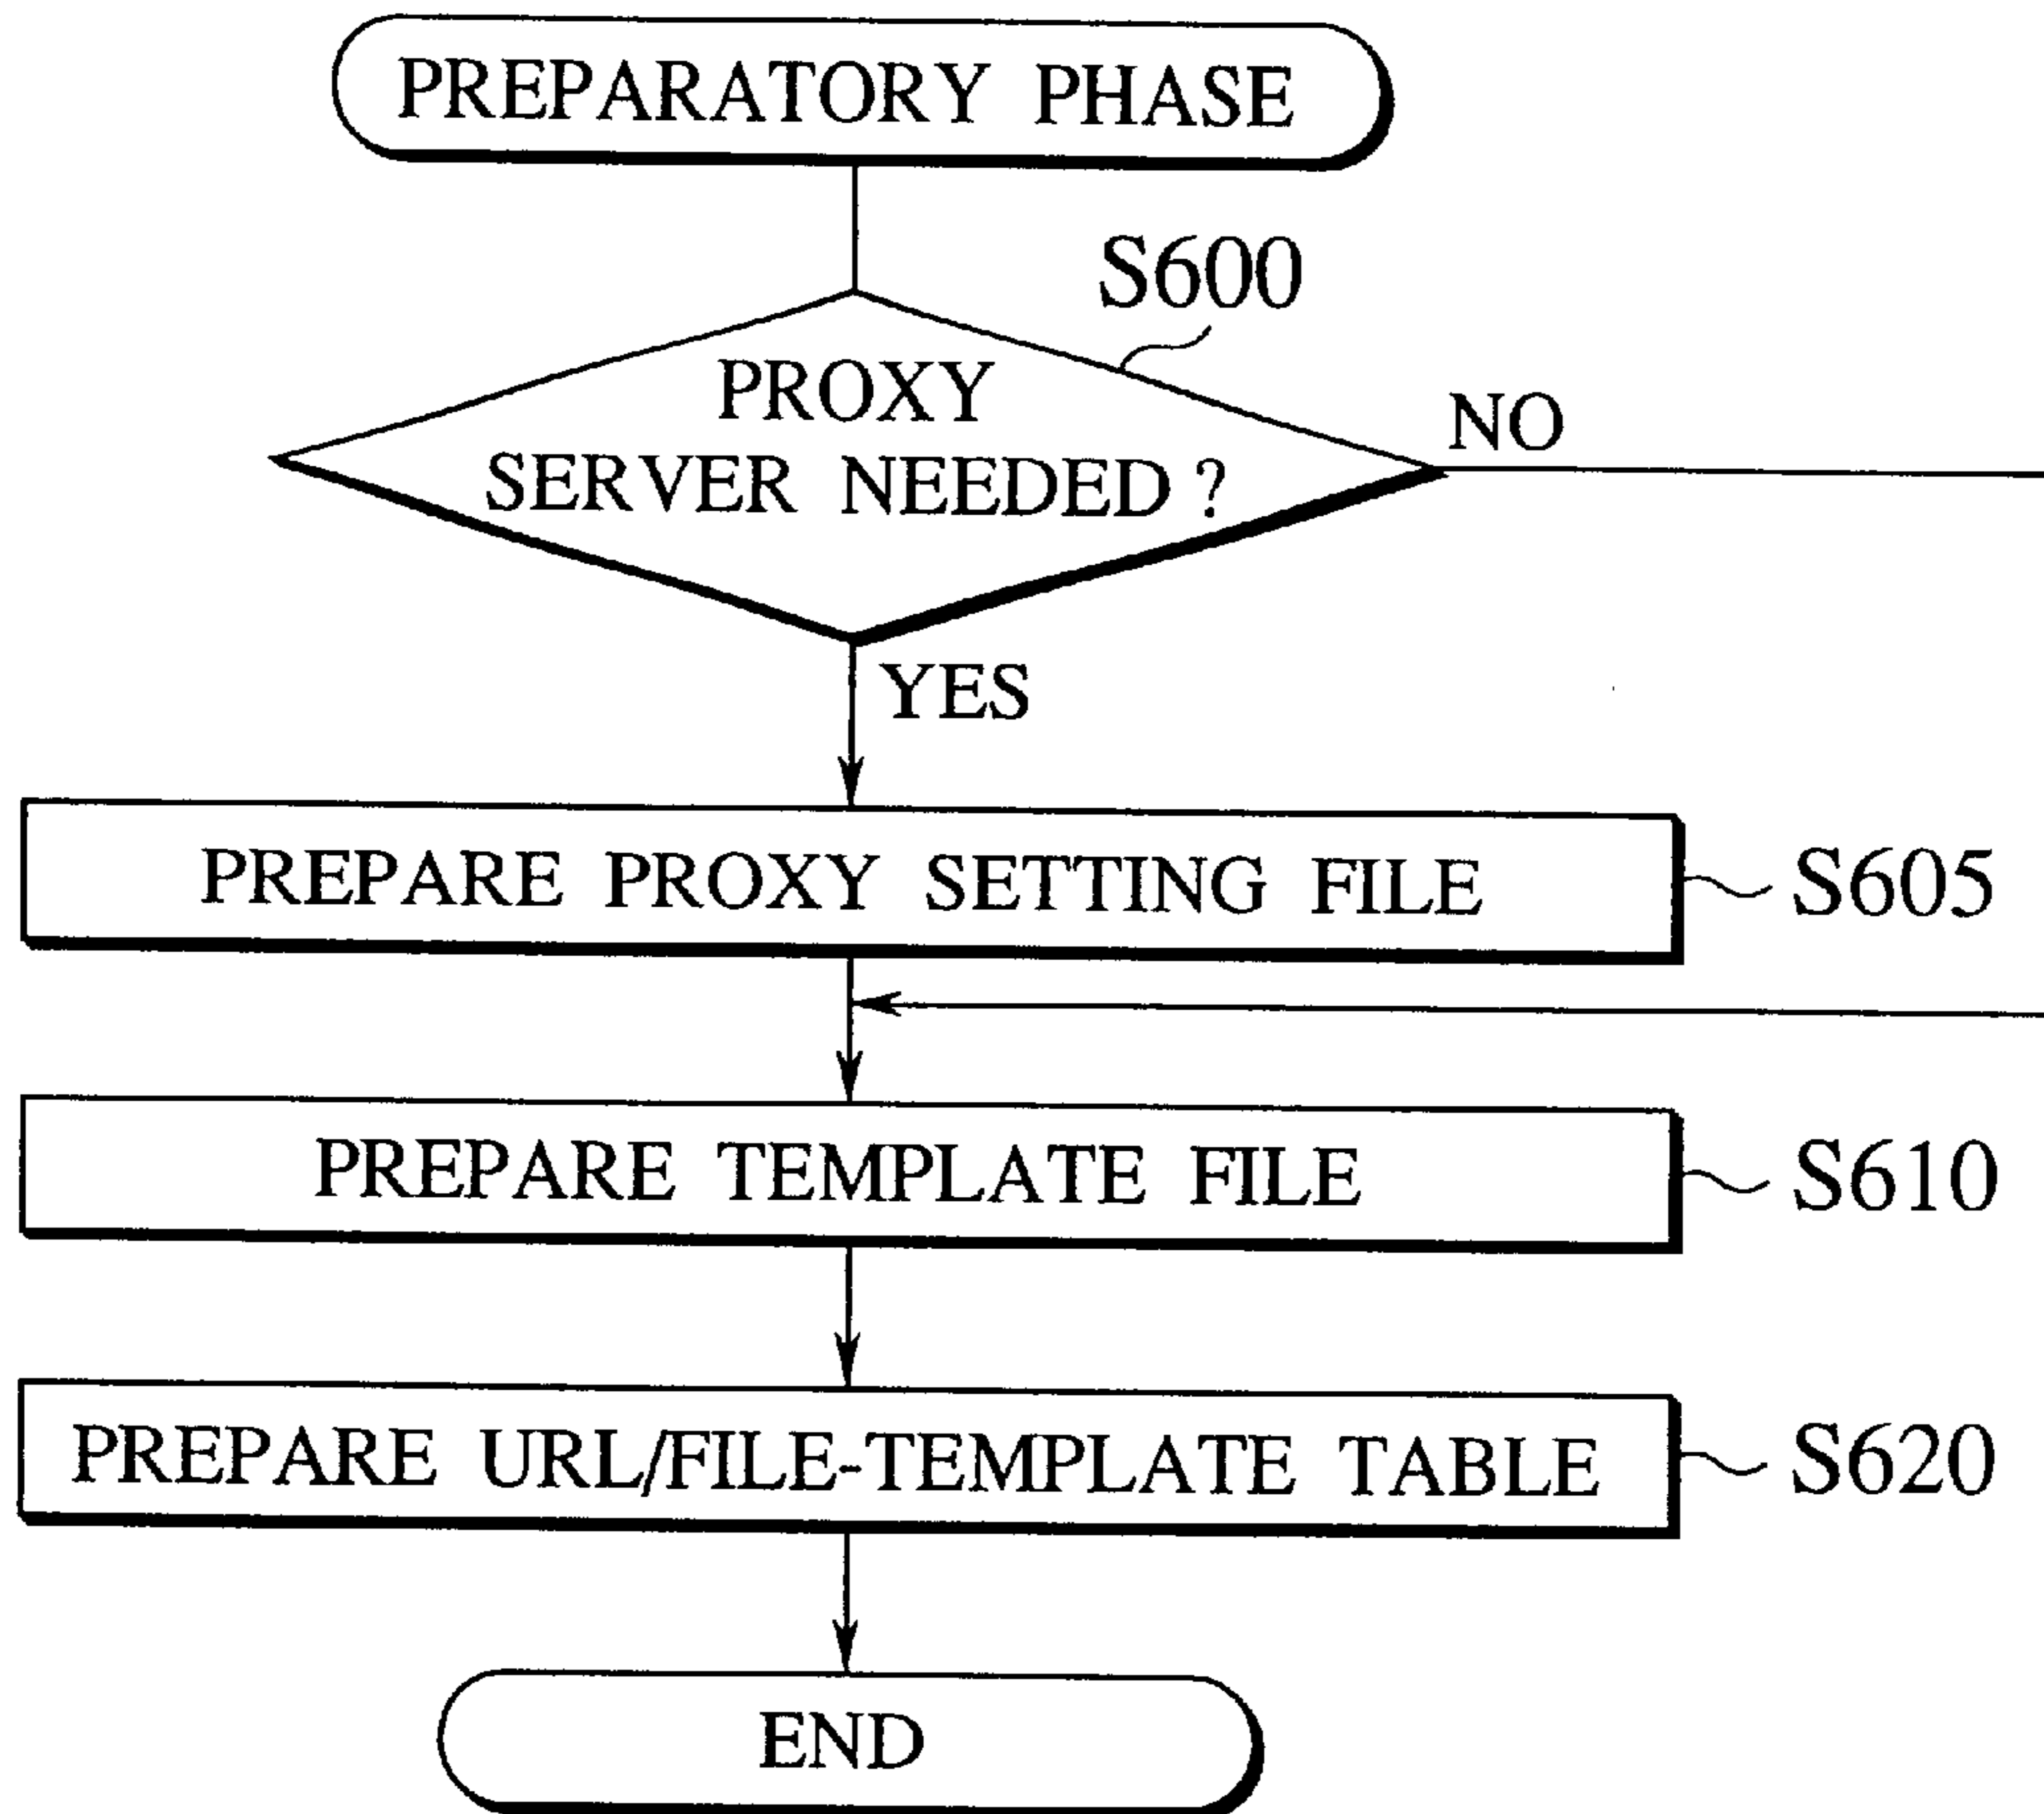 PREPARATORY PHASE
S600
PROXY
SERVER NEEDED ?
NO
YES
PREPARE PROXY SETTING FILE
S605
PREPARE TEMPLATE FILE
S610
PREPARE URL/FILE-TEMPLATE TABLE
S620
END